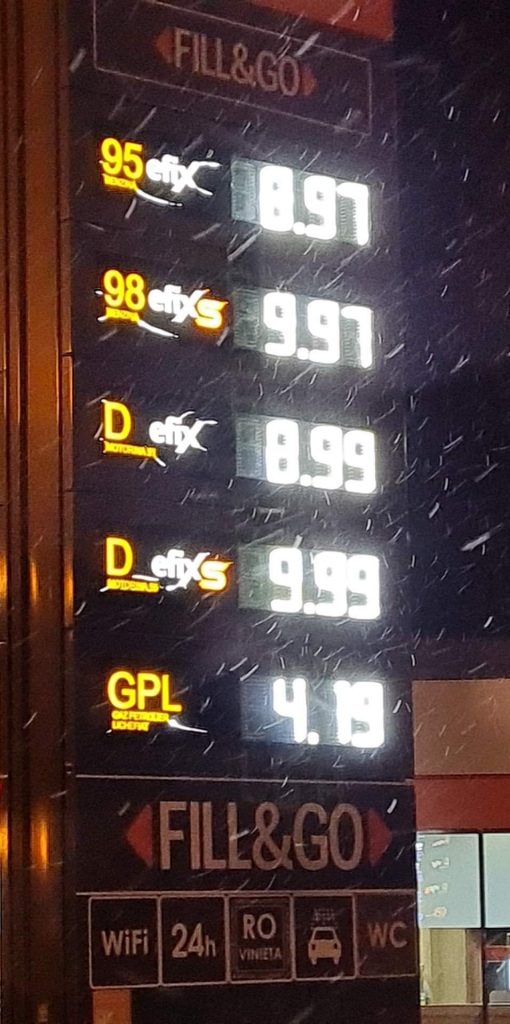 FILL&GO
95 efix 8.97
BENZINA
98 efix S 9.97
BENZINA
D efix 8.99
MOTORINA
D efix S 9.99
MOTORINA
GPL 4.19
GAZ PETROLIER
LICHEFIAT
FILL&GO
WiFi 24h RO WC
VINIETA